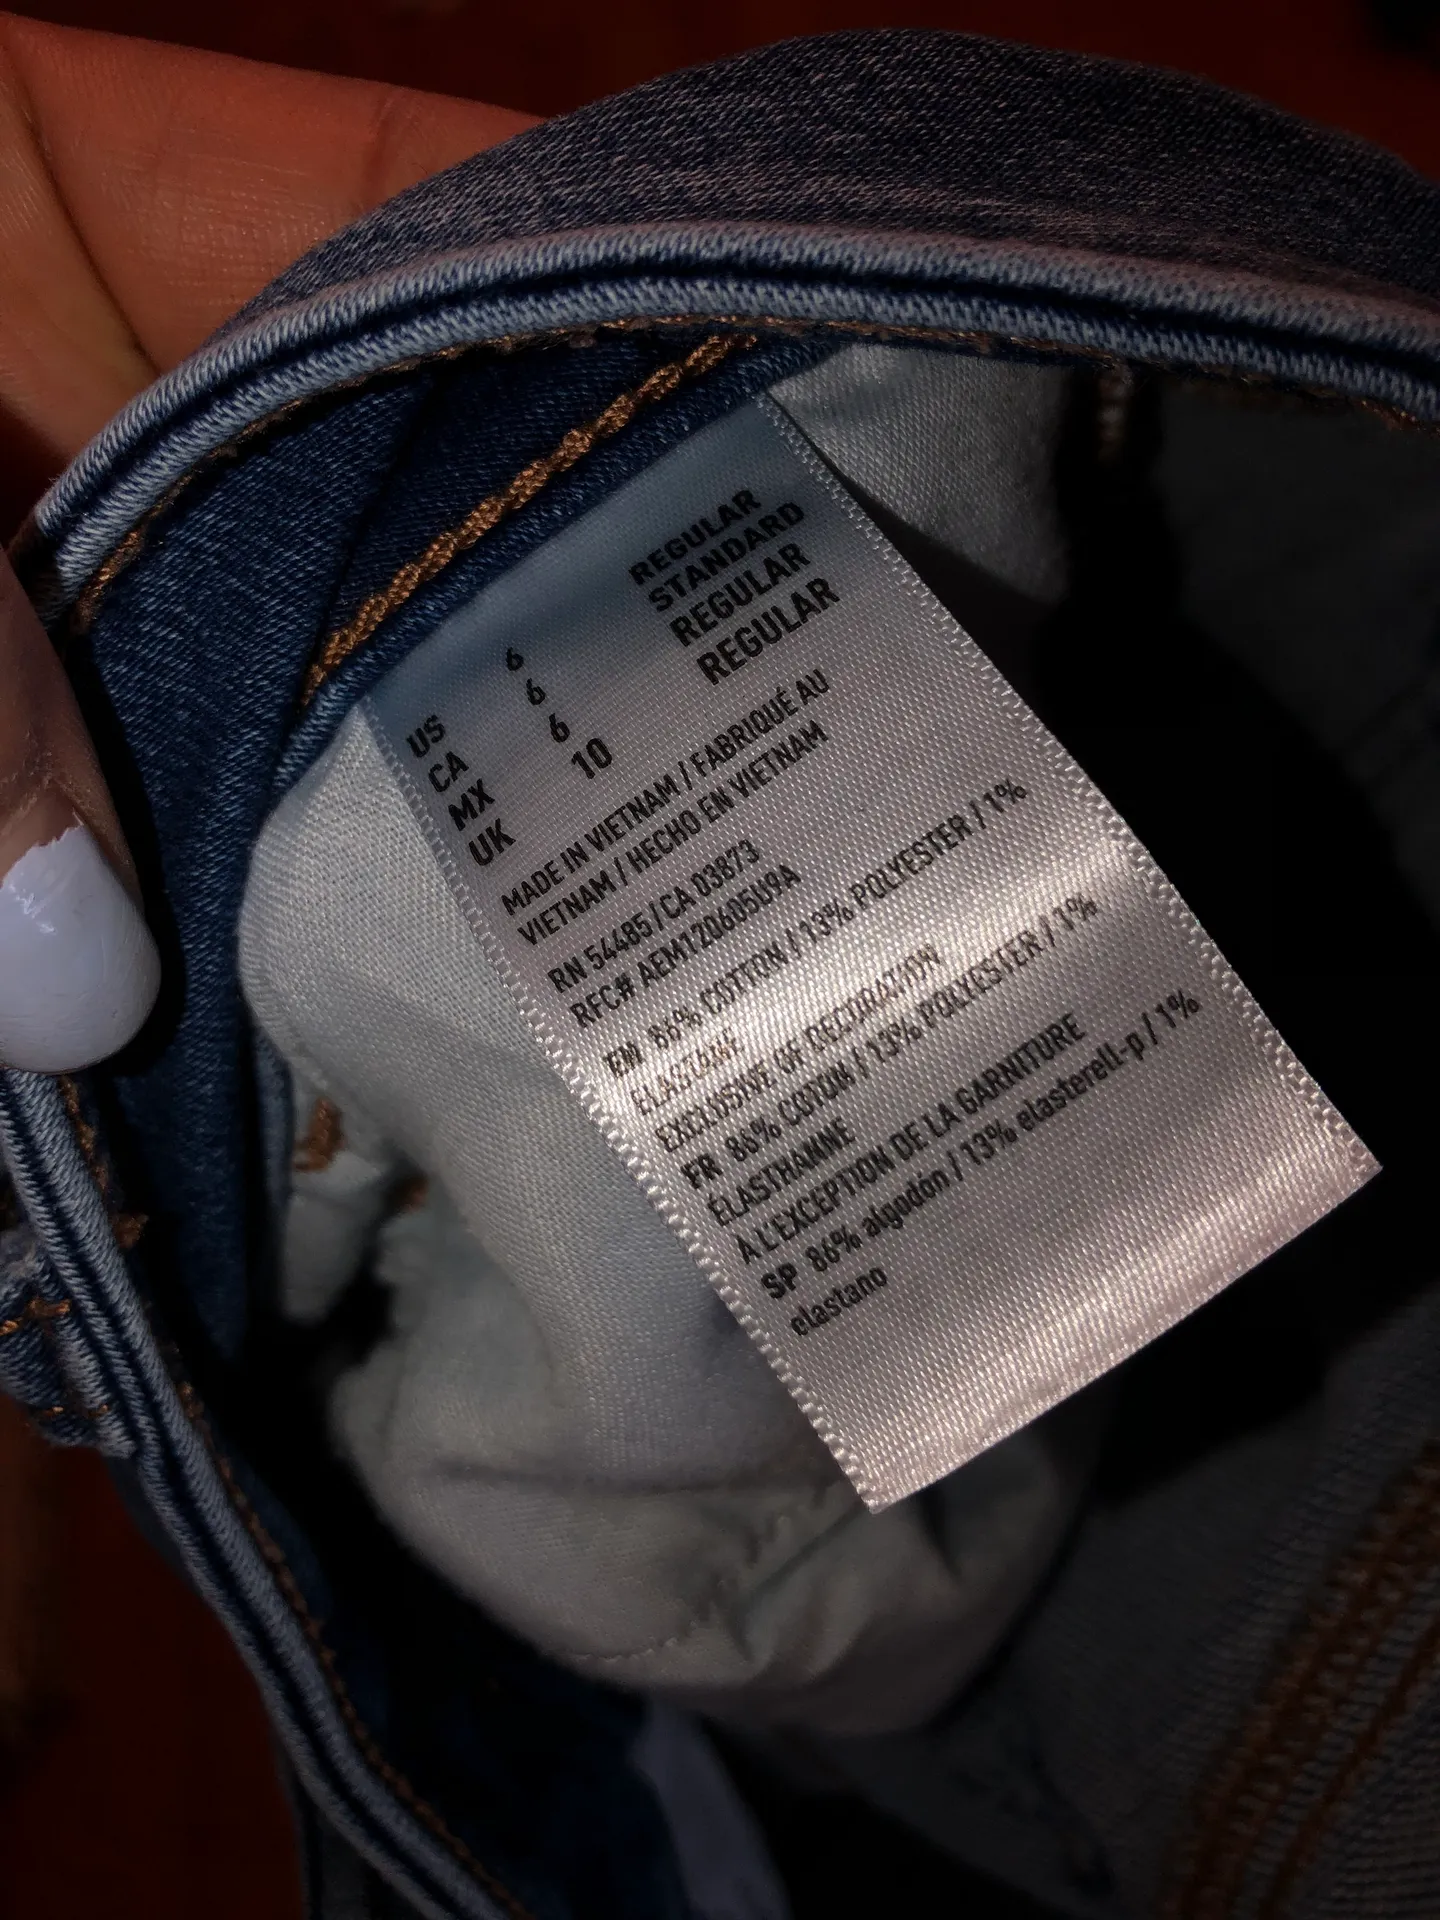 US 6 REGULAR
CA 6 STANDARD
MX 6 REGULAR
UK 10 REGULAR
MADE IN VIETNAM / FABRIQUÉ AU
VIETNAM / HECHO EN VIETNAM
RN 54485 / CA 03873
RFC# AEM120605U9A
EN 86% COTTON / 13% POLYESTER / 1%
ELASTANE
EXCLUSIVE OF DECORATION
FR 86% COTON / 13% POLYESTER / 1%
ÉLASTHANNE
À L'EXCEPTION DE LA GARNITURE
SP 86% algodón / 13% elasterell-p / 1%
elastano